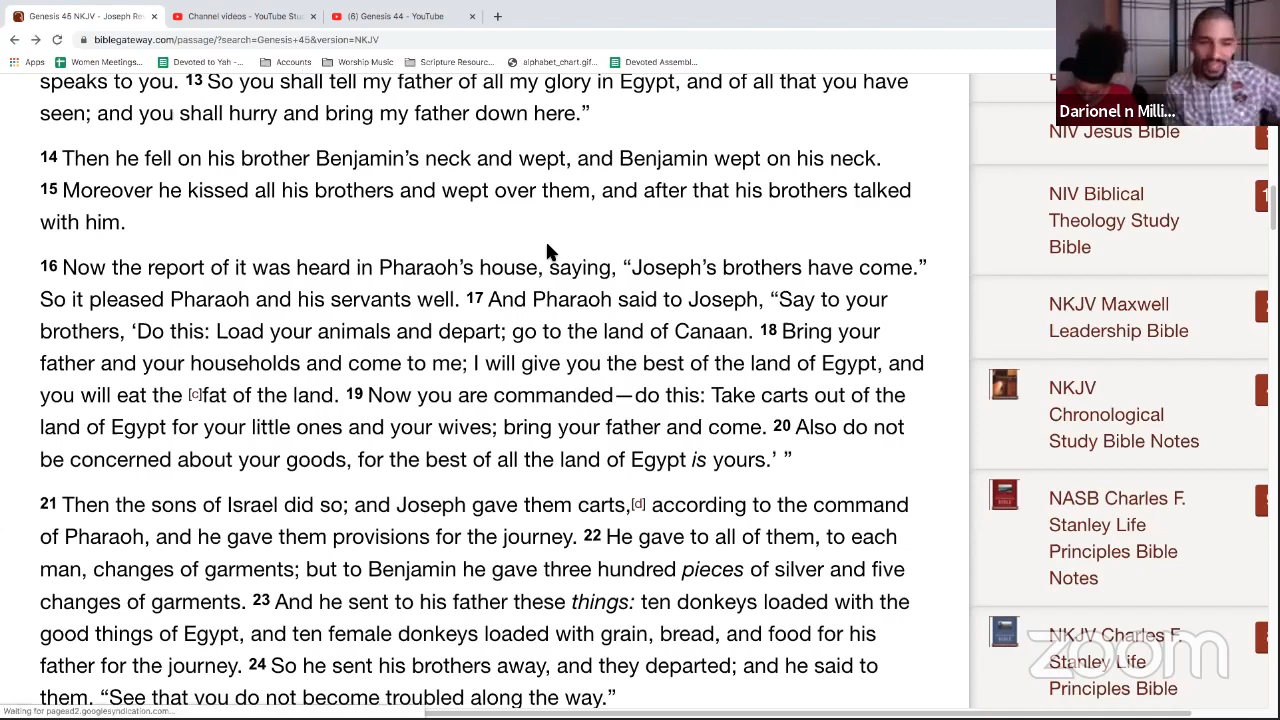 Genesis 45 NKJV - Joseph Re
Channel videos - YouTube Stu
(6) Genesis 44 - YouTube
biblegateway.com/passage/?search=Genesis+45&version=NKJV
Apps
Women Meetings...
Devoted to Yah -...
Accounts
Worship Music
Scripture Resourc...
alphabet_chart.gif...
Devoted Assembl...
Darionel n Milli...
speaks to you. 13 So you shall tell my father of all my glory in Egypt, and of all that you have
seen; and you shall hurry and bring my father down here.”
14 Then he fell on his brother Benjamin’s neck and wept, and Benjamin wept on his neck.
15 Moreover he kissed all his brothers and wept over them, and after that his brothers talked
with him.
16 Now the report of it was heard in Pharaoh’s house, saying, “Joseph’s brothers have come.”
So it pleased Pharaoh and his servants well. 17 And Pharaoh said to Joseph, “Say to your
brothers, ‘Do this: Load your animals and depart; go to the land of Canaan. 18 Bring your
father and your households and come to me; I will give you the best of the land of Egypt, and
you will eat the [c]fat of the land. 19 Now you are commanded—do this: Take carts out of the
land of Egypt for your little ones and your wives; bring your father and come. 20 Also do not
be concerned about your goods, for the best of all the land of Egypt is yours.’ ”
21 Then the sons of Israel did so; and Joseph gave them carts,[d] according to the command
of Pharaoh, and he gave them provisions for the journey. 22 He gave to all of them, to each
man, changes of garments; but to Benjamin he gave three hundred pieces of silver and five
changes of garments. 23 And he sent to his father these things: ten donkeys loaded with the
good things of Egypt, and ten female donkeys loaded with grain, bread, and food for his
father for the journey. 24 So he sent his brothers away, and they departed; and he said to
them, “See that you do not become troubled along the way.”
NIV Jesus Bible
NIV Biblical
Theology Study
Bible
NKJV Maxwell
Leadership Bible
NKJV
Chronological
Study Bible Notes
NASB Charles F.
Stanley Life
Principles Bible
Notes
NKJV Charles F.
Stanley Life
Principles Bible
zoom
Waiting for pagead2.googlesyndication.com...